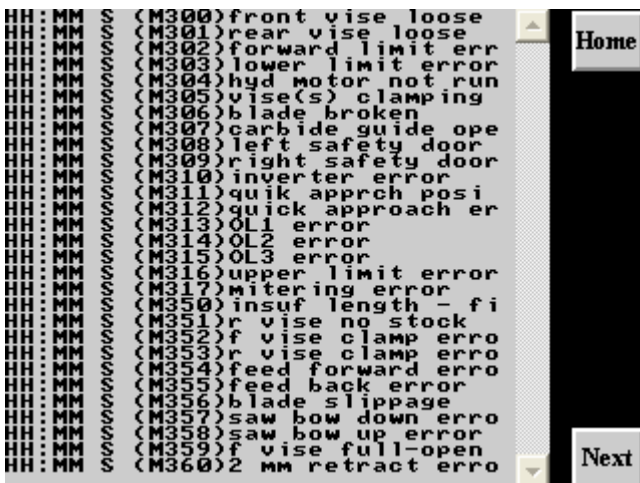 HH:MM S (M300)front vise loose
HH:MM S (M301)rear vise loose
HH:MM S (M302)forward limit err
HH:MM S (M303)lower limit error
HH:MM S (M304)hyd motor not run
HH:MM S (M305)vise(s) clamping
HH:MM S (M306)blade broken
HH:MM S (M307)carbide guide ope
HH:MM S (M308)left safety door
HH:MM S (M309)right safety door
HH:MM S (M310)inverter error
HH:MM S (M311)quik apprch posi
HH:MM S (M312)quick approach er
HH:MM S (M313)OL1 error
HH:MM S (M314)OL2 error
HH:MM S (M315)OL3 error
HH:MM S (M316)upper limit error
HH:MM S (M317)mitering error
HH:MM S (M350)insuf length - fi
HH:MM S (M351)r vise no stock
HH:MM S (M352)f vise clamp erro
HH:MM S (M353)r vise clamp erro
HH:MM S (M354)feed forward erro
HH:MM S (M355)feed back error
HH:MM S (M356)blade slippage
HH:MM S (M357)saw bow down erro
HH:MM S (M358)saw bow up error
HH:MM S (M359)f vise full-open
HH:MM S (M360)2 mm retract erro
Home
Next